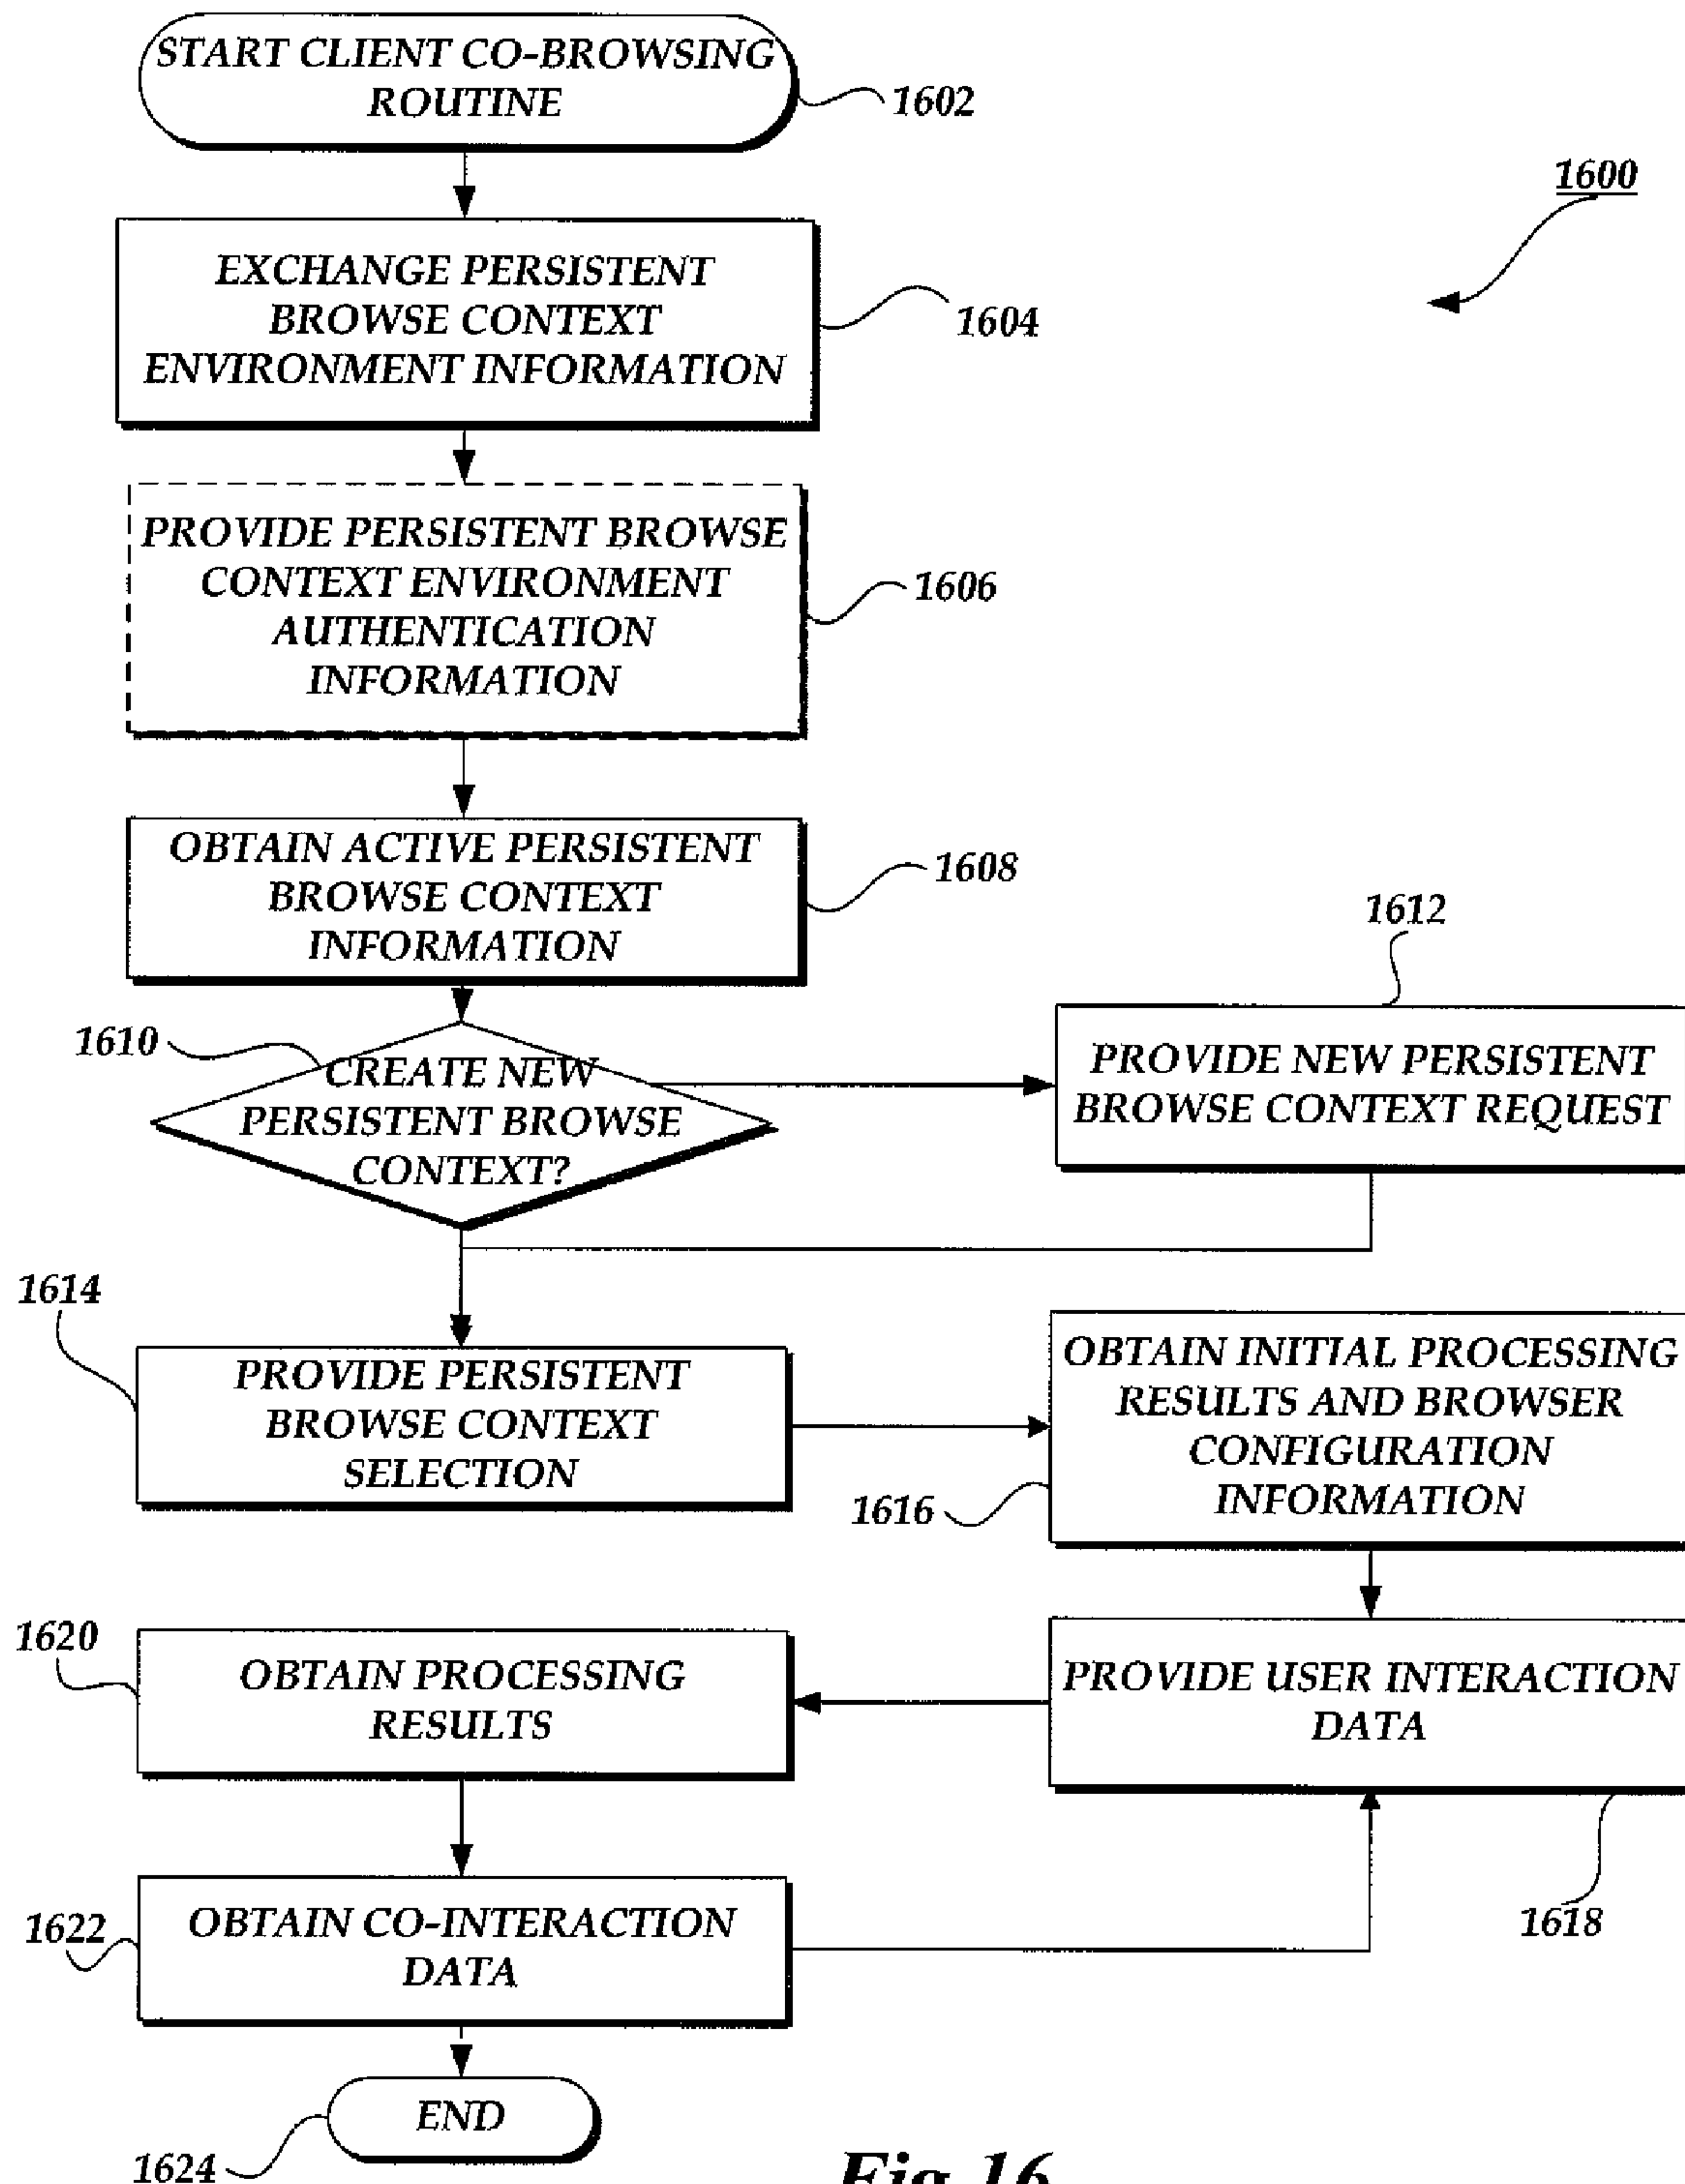 START CLIENT CO-BROWSING
ROUTINE
1602
1600
EXCHANGE PERSISTENT
BROWSE CONTEXT
ENVIRONMENT INFORMATION
1604
PROVIDE PERSISTENT BROWSE
CONTEXT ENVIRONMENT
AUTHENTICATION
INFORMATION
1606
OBTAIN ACTIVE PERSISTENT
BROWSE CONTEXT
INFORMATION
1608
1610
CREATE NEW
PERSISTENT BROWSE
CONTEXT?
1612
PROVIDE NEW PERSISTENT
BROWSE CONTEXT REQUEST
1614
PROVIDE PERSISTENT
BROWSE CONTEXT
SELECTION
OBTAIN INITIAL PROCESSING
RESULTS AND BROWSER
CONFIGURATION
INFORMATION
1616
PROVIDE USER INTERACTION
DATA
1618
1620
OBTAIN PROCESSING
RESULTS
1622
OBTAIN CO-INTERACTION
DATA
END
1624
Fig.16.